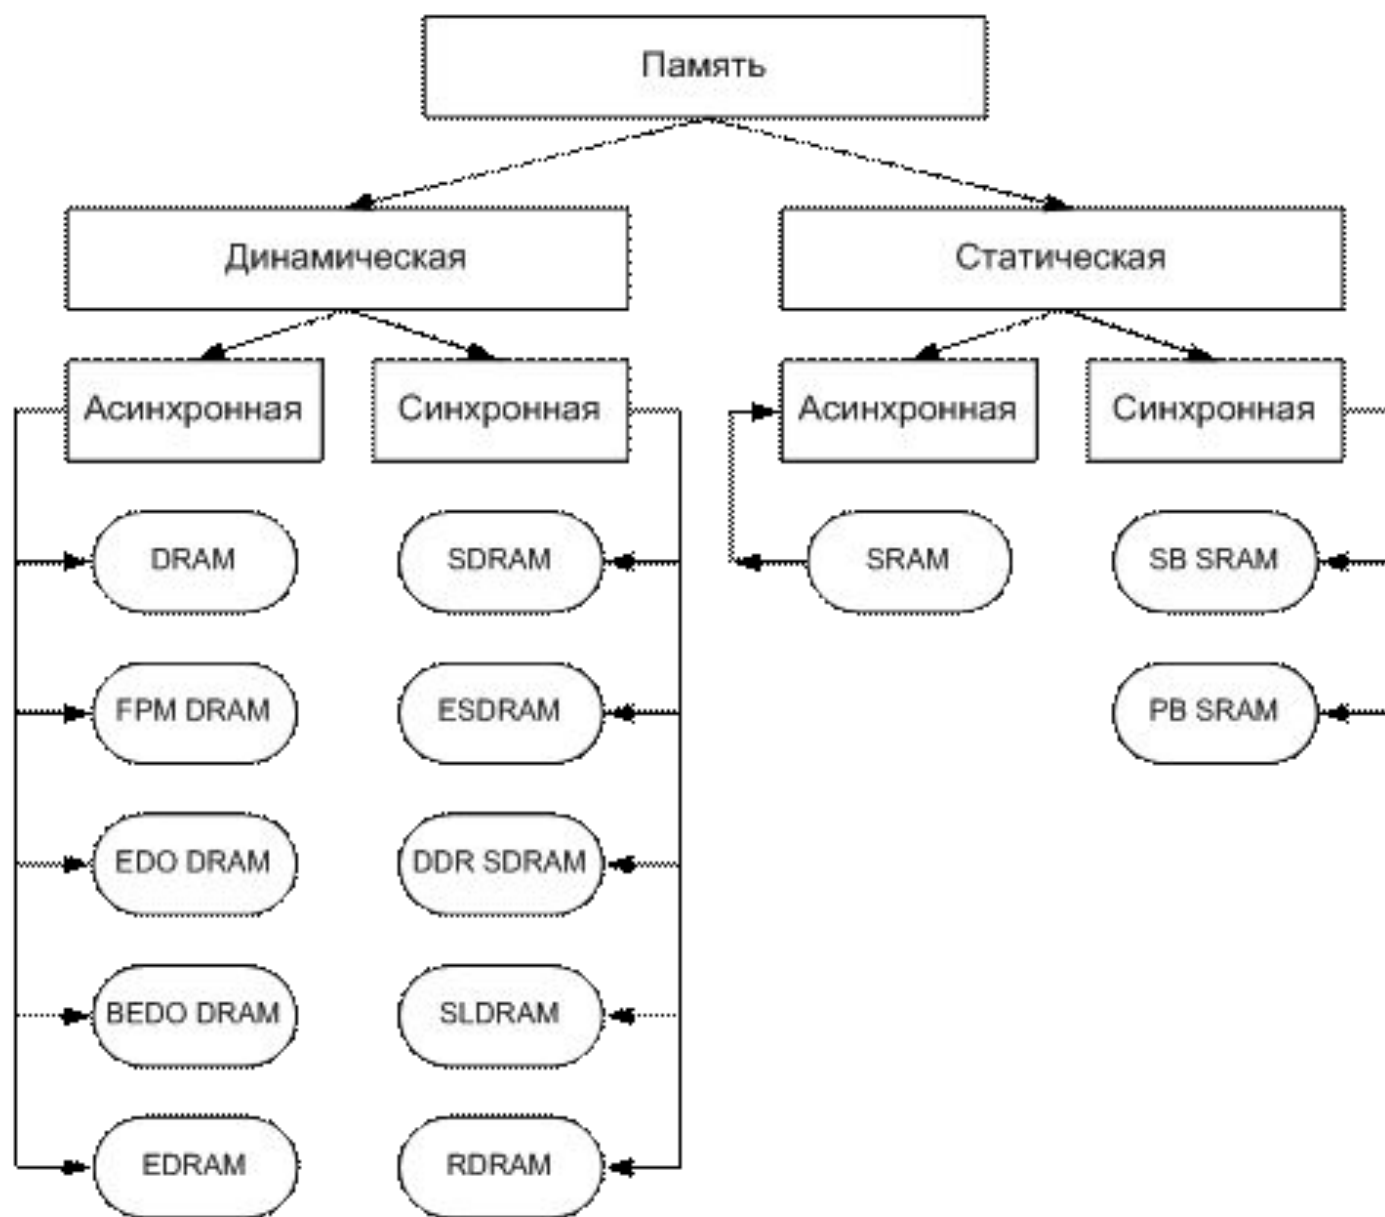 Память
Динамическая
Статическая
Асинхронная
Синхронная
Асинхронная
Синхронная
DRAM
SDRAM
SRAM
SB SRAM
FPM DRAM
ESDRAM
PB SRAM
EDO DRAM
DDR SDRAM
BEDO DRAM
SLDRAM
EDRAM
RDRAM